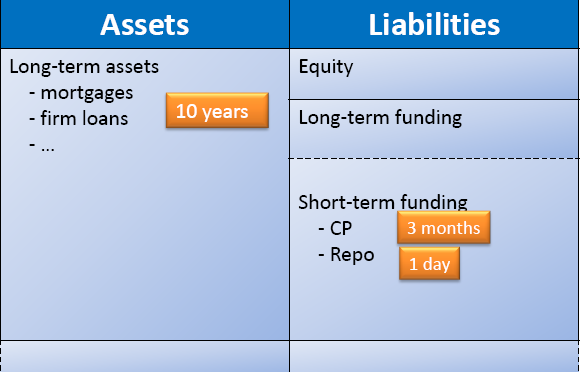 Assets
Liabilities
Long-term assets
- mortgages
- firm loans
- ...
10 years
Equity
Long-term funding
Short-term funding
- CP
3 months
- Repo
1 day